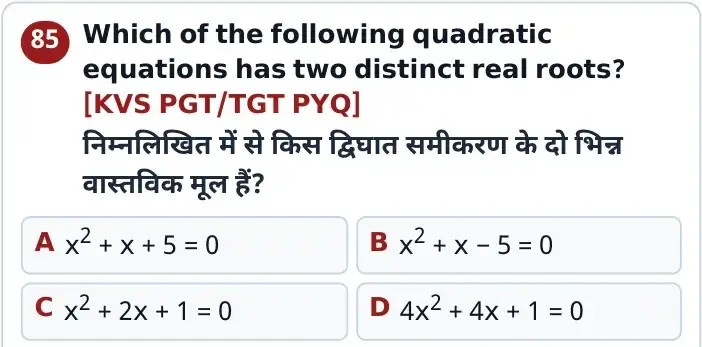 85 Which of the following quadratic
equations has two distinct real roots?
[KVS PGT/TGT PYQ]
निम्नलिखित में से किस द्विघात समीकरण के दो भिन्न
वास्तविक मूल हैं?
A x² + x + 5 = 0
B x² + x − 5 = 0
C x² + 2x + 1 = 0
D 4x² + 4x + 1 = 0